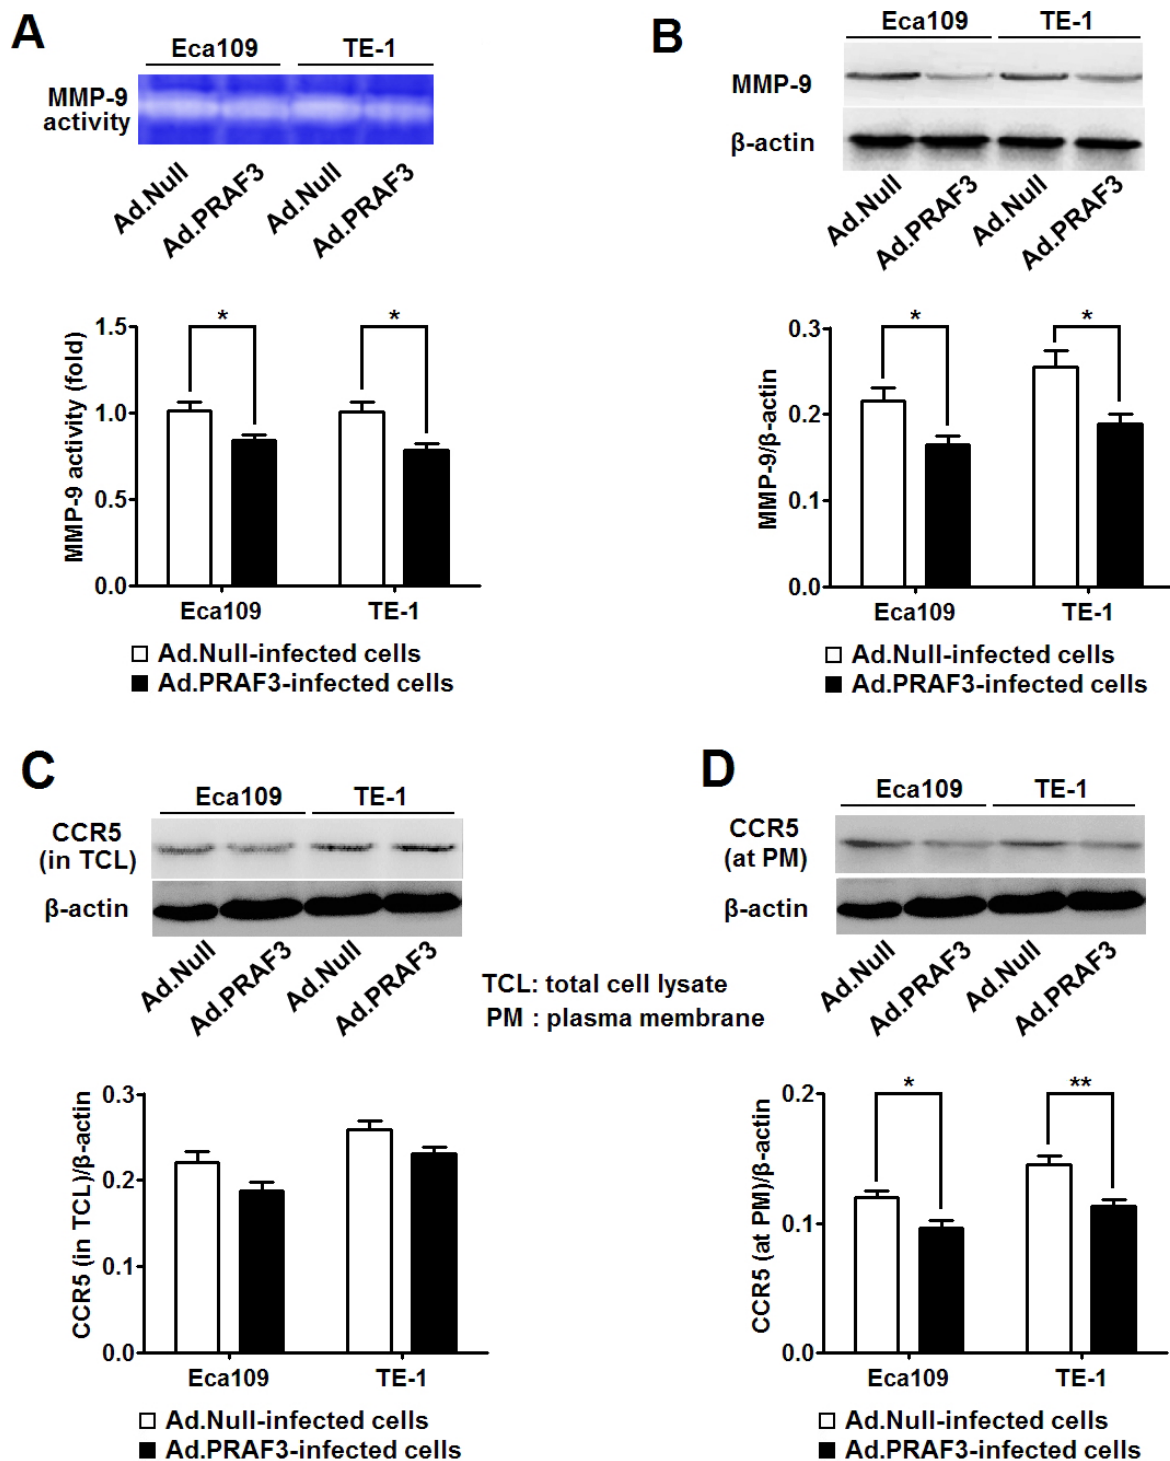 A
Eca109 TE-1
MMP-9
activity
Ad.Null Ad.PRAF3 Ad.Null Ad.PRAF3
MMP-9 activity (fold)
1.5
1.0
0.5
0.0
* *
Eca109 TE-1
Ad.Null-infected cells
Ad.PRAF3-infected cells
B
Eca109 TE-1
MMP-9
β-actin
Ad.Null Ad.PRAF3 Ad.Null Ad.PRAF3
MMP-9/β-actin
0.3
0.2
0.1
0.0
* *
Eca109 TE-1
Ad.Null-infected cells
Ad.PRAF3-infected cells
C
Eca109 TE-1
CCR5
(in TCL)
β-actin
Ad.Null Ad.PRAF3 Ad.Null Ad.PRAF3
TCL: total cell lysate
PM : plasma membrane
CCR5 (in TCL)/β-actin
0.3
0.2
0.1
0.0
Eca109 TE-1
Ad.Null-infected cells
Ad.PRAF3-infected cells
D
Eca109 TE-1
CCR5
(at PM)
β-actin
Ad.Null Ad.PRAF3 Ad.Null Ad.PRAF3
CCR5 (at PM)/β-actin
0.2
0.1
0.0
* **
Eca109 TE-1
Ad.Null-infected cells
Ad.PRAF3-infected cells